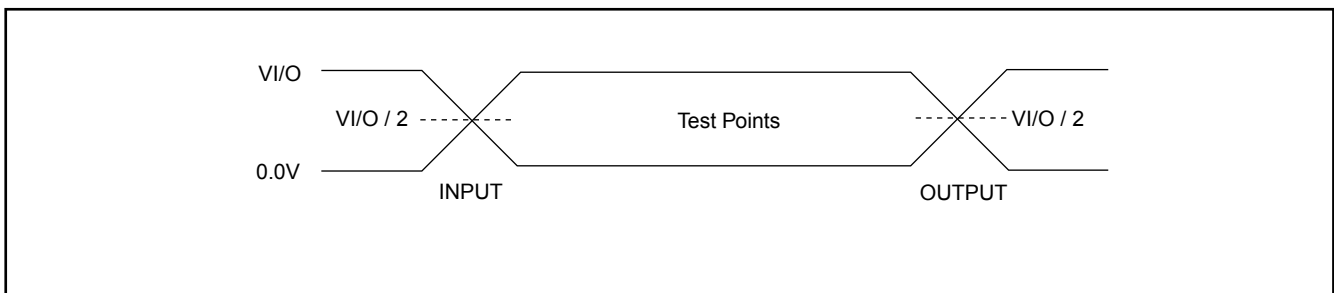 VI/O
VI/O / 2
Test Points
VI/O / 2
0.0V
INPUT
OUTPUT